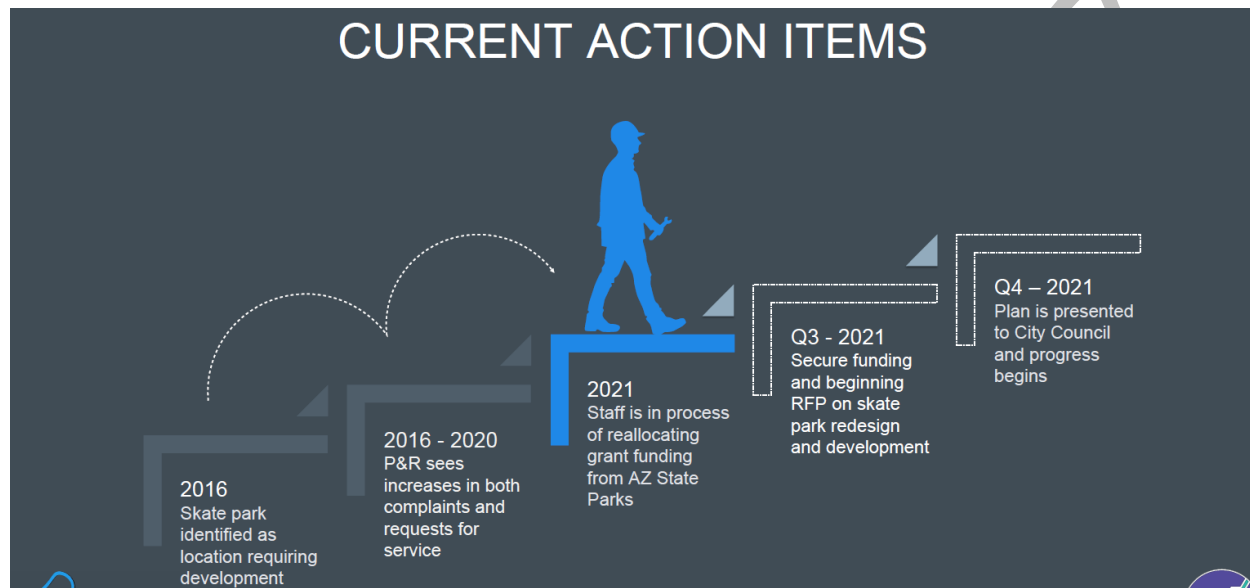 CURRENT ACTION ITEMS
2016
Skate park
identified as
location requiring
development
2016 - 2020
P&R sees
increases in both
complaints and
requests for
service
2021
Staff is in process
of reallocating
grant funding
from AZ State
Parks
Q3 - 2021
Secure funding
and beginning
RFP on skate
park redesign
and development
Q4 – 2021
Plan is presented
to City Council
and progress
begins